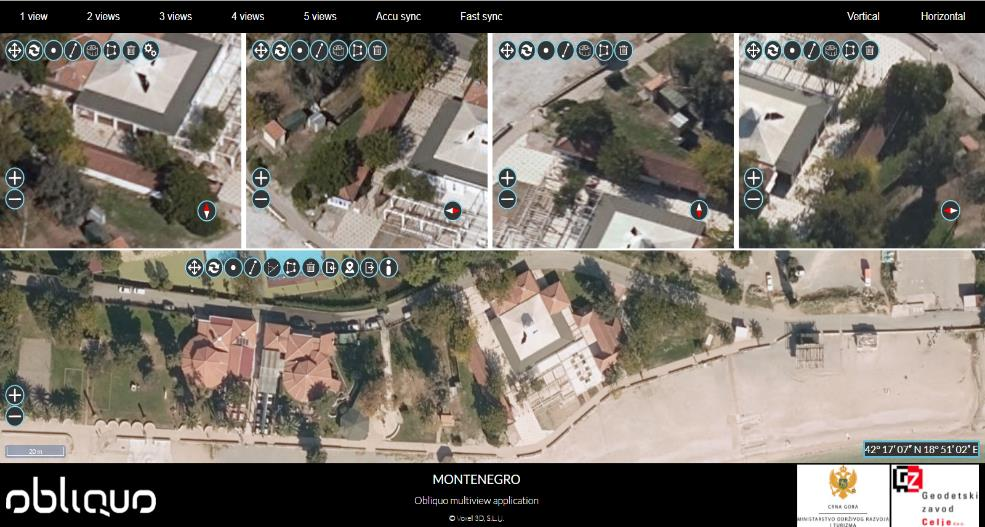 1 view 2 views 3 views 4 views 5 views Accu sync Fast sync Vertical Horizontal
20 m
42° 17' 07" N 18° 51' 02" E
obliquo
MONTENEGRO
Obliquo multiview application
© Voxel 3D, S.L.U.
CRNA GORA
MINISTARSTVO ODRŽIVOG RAZVOJA
I TURIZMA
GZ
Geodetski
zavod
Celje d.o.o.